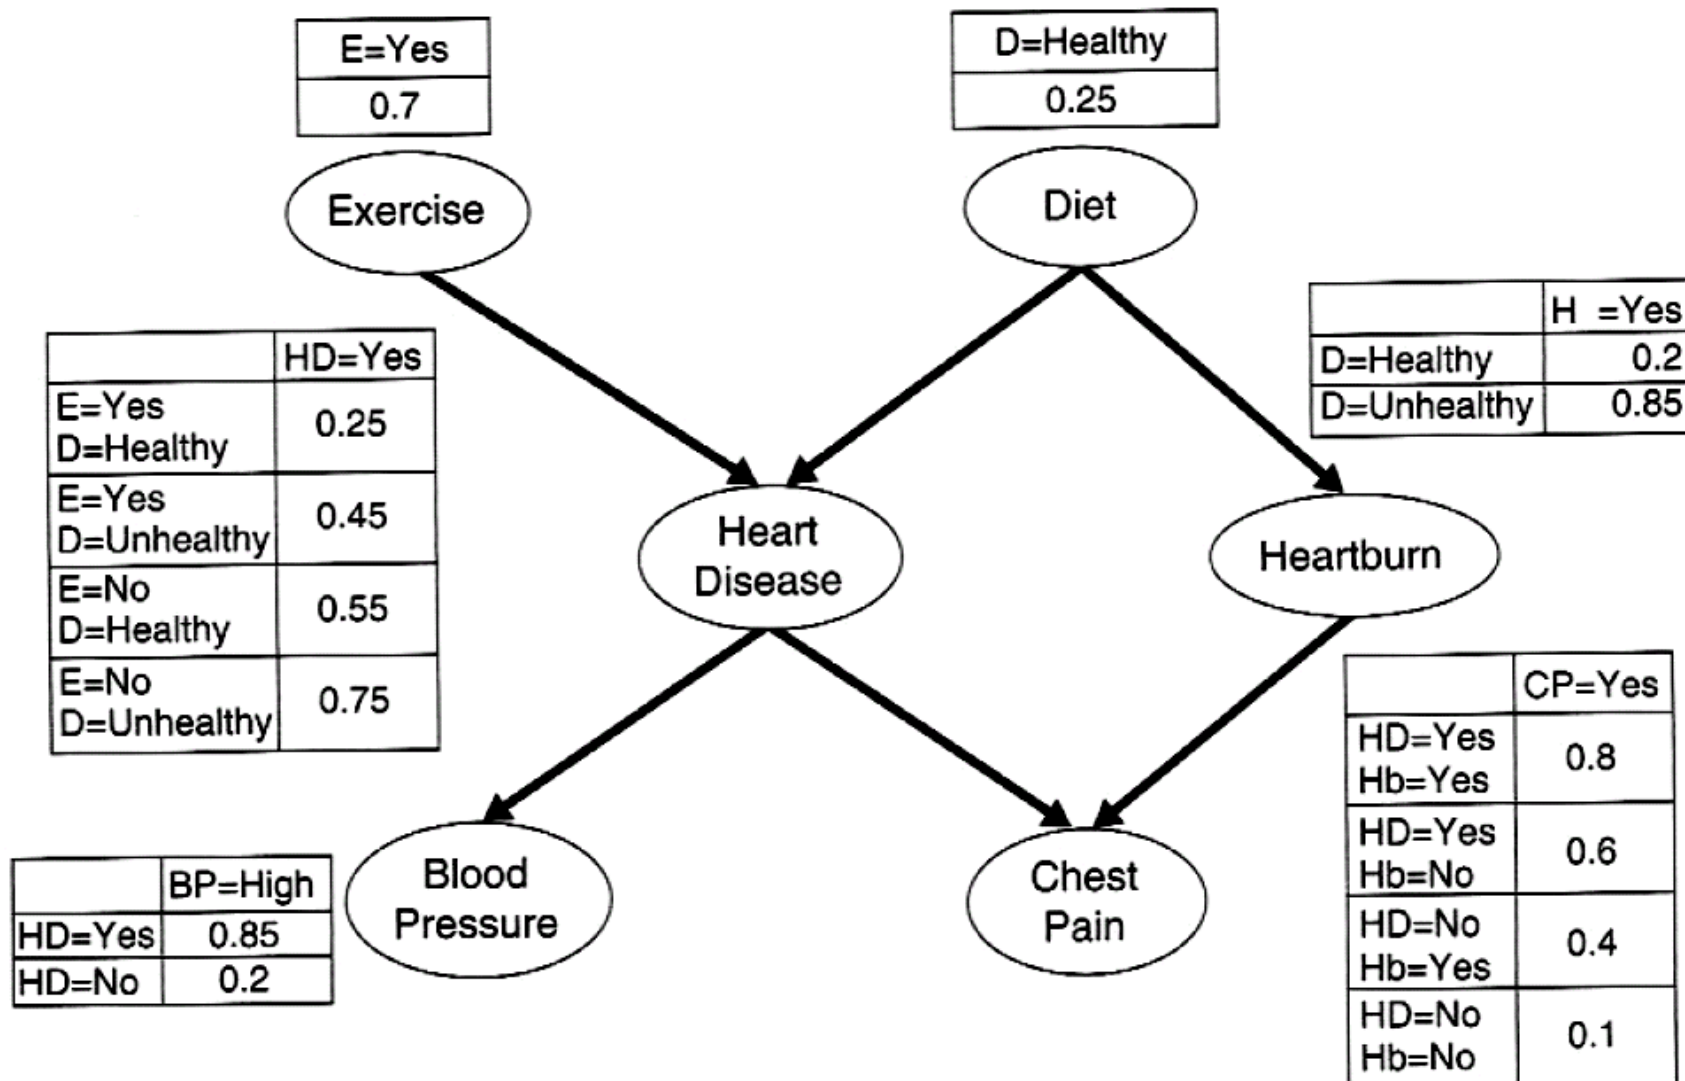 E=Yes
0.7
D=Healthy
0.25
Exercise
Diet
H =Yes
D=Healthy 0.2
D=Unhealthy 0.85
HD=Yes
E=Yes
D=Healthy
0.25
E=Yes
D=Unhealthy
0.45
E=No
D=Healthy
0.55
E=No
D=Unhealthy
0.75
Heart
Disease
Heartburn
CP=Yes
HD=Yes
Hb=Yes
0.8
HD=Yes
Hb=No
0.6
HD=No
Hb=Yes
0.4
HD=No
Hb=No
0.1
BP=High
HD=Yes 0.85
HD=No 0.2
Blood
Pressure
Chest
Pain